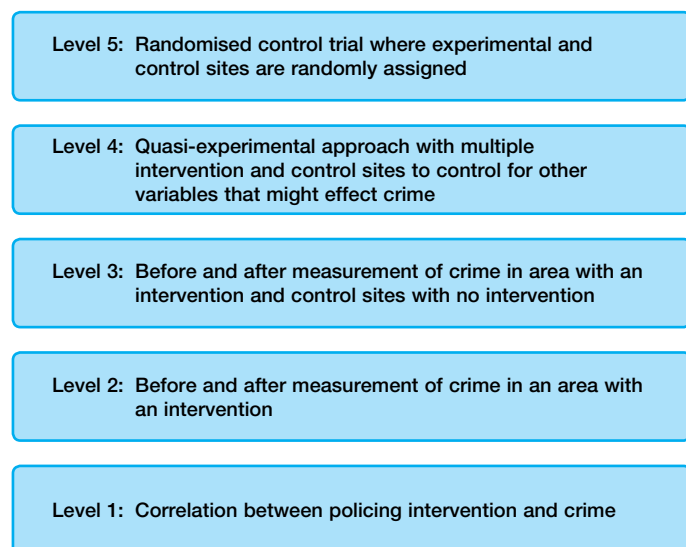 Level 5: Randomised control trial where experimental and
control sites are randomly assigned
Level 4: Quasi-experimental approach with multiple
intervention and control sites to control for other
variables that might effect crime
Level 3: Before and after measurement of crime in area with an
intervention and control sites with no intervention
Level 2: Before and after measurement of crime in an area with
an intervention
Level 1: Correlation between policing intervention and crime